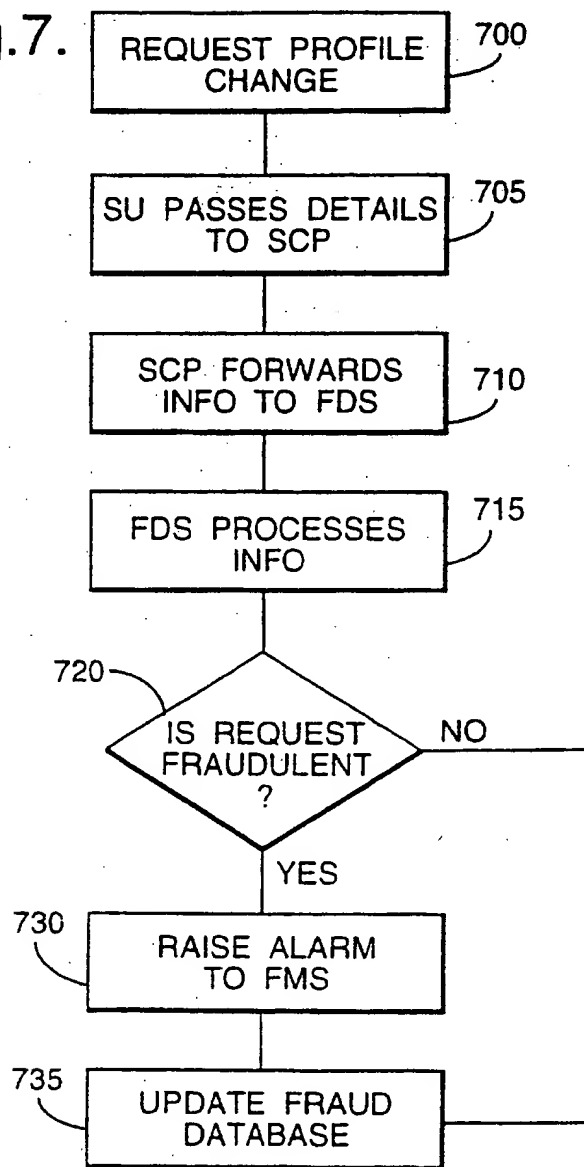 .7.
REQUEST PROFILE
CHANGE
700
SU PASSES DETAILS
TO SCP
705
SCP FORWARDS
INFO TO FDS
710
FDS PROCESSES
INFO
715
720
IS REQUEST
FRAUDULENT
?
NO
YES
730
RAISE ALARM
TO FMS
735
UPDATE FRAUD
DATABASE